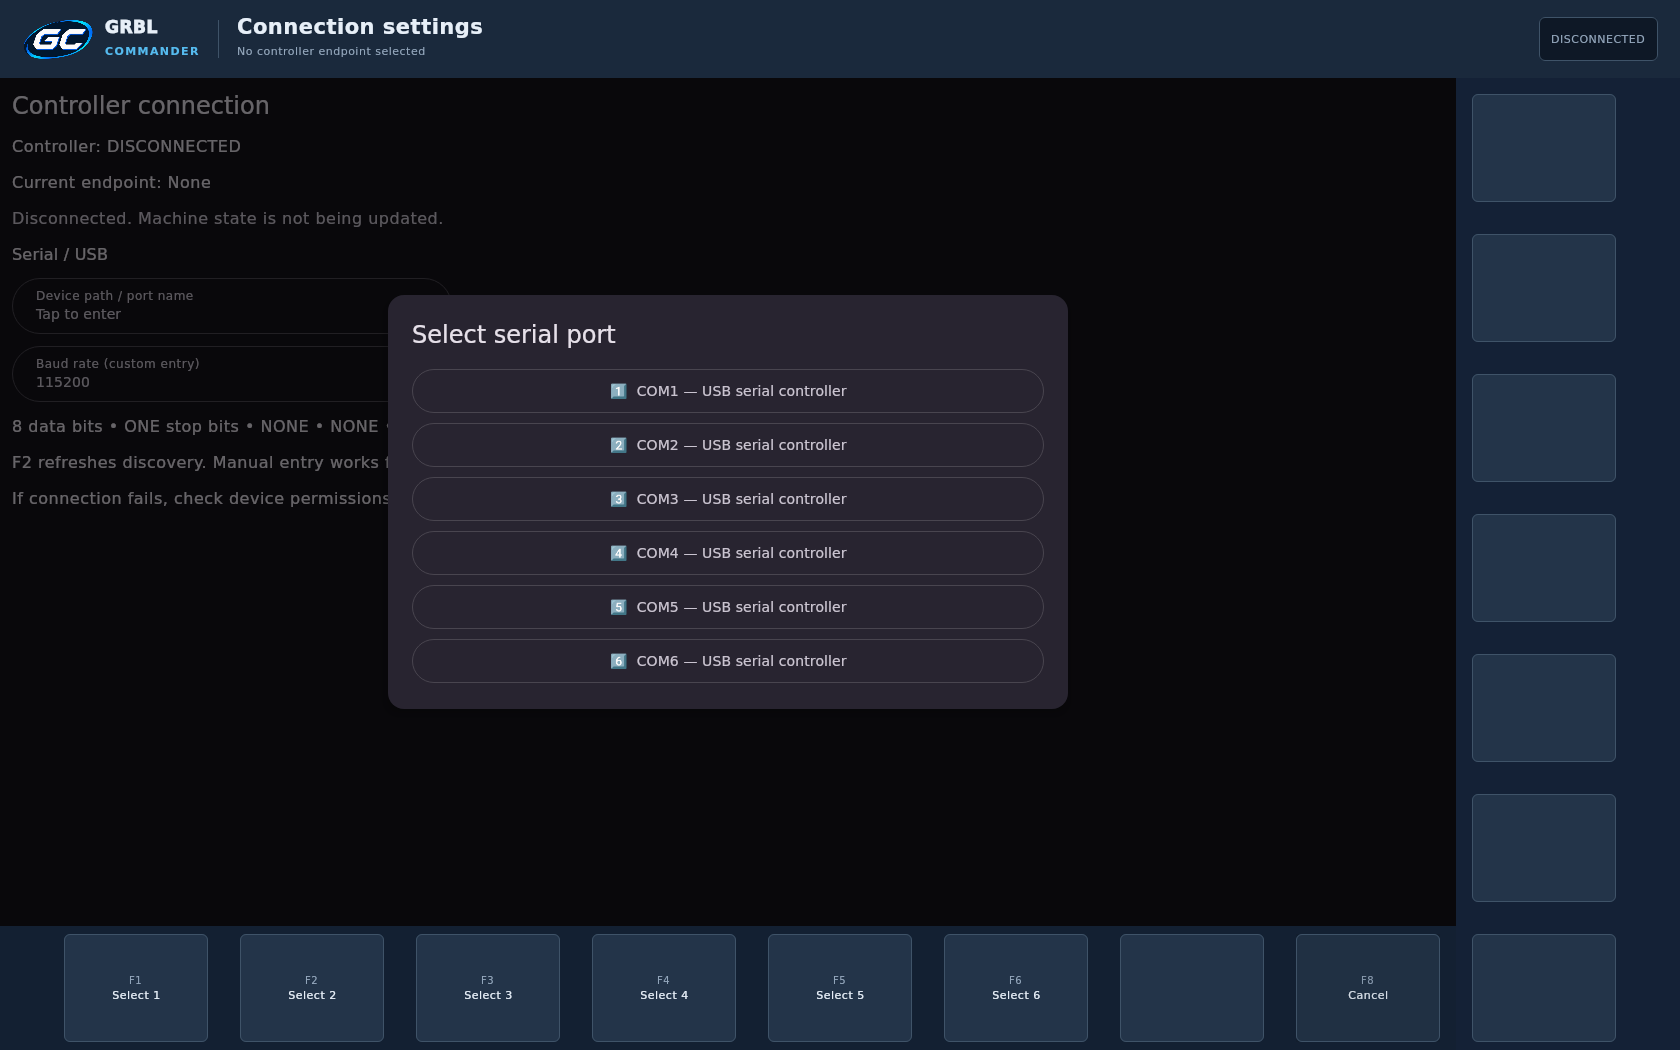 GC
GRBL
COMMANDER
Connection settings
No controller endpoint selected
DISCONNECTED
Controller connection
Controller: DISCONNECTED
Current endpoint: None
Disconnected. Machine state is not being updated.
Serial / USB
Device path / port name
Tap to enter
Baud rate (custom entry)
115200
8 data bits • ONE stop bits • NONE • NONE •
F2 refreshes discovery. Manual entry works
If connection fails, check device permissions
Select serial port
1 COM1 — USB serial controller
2 COM2 — USB serial controller
3 COM3 — USB serial controller
4 COM4 — USB serial controller
5 COM5 — USB serial controller
6 COM6 — USB serial controller
F1
Select 1
F2
Select 2
F3
Select 3
F4
Select 4
F5
Select 5
F6
Select 6
F8
Cancel